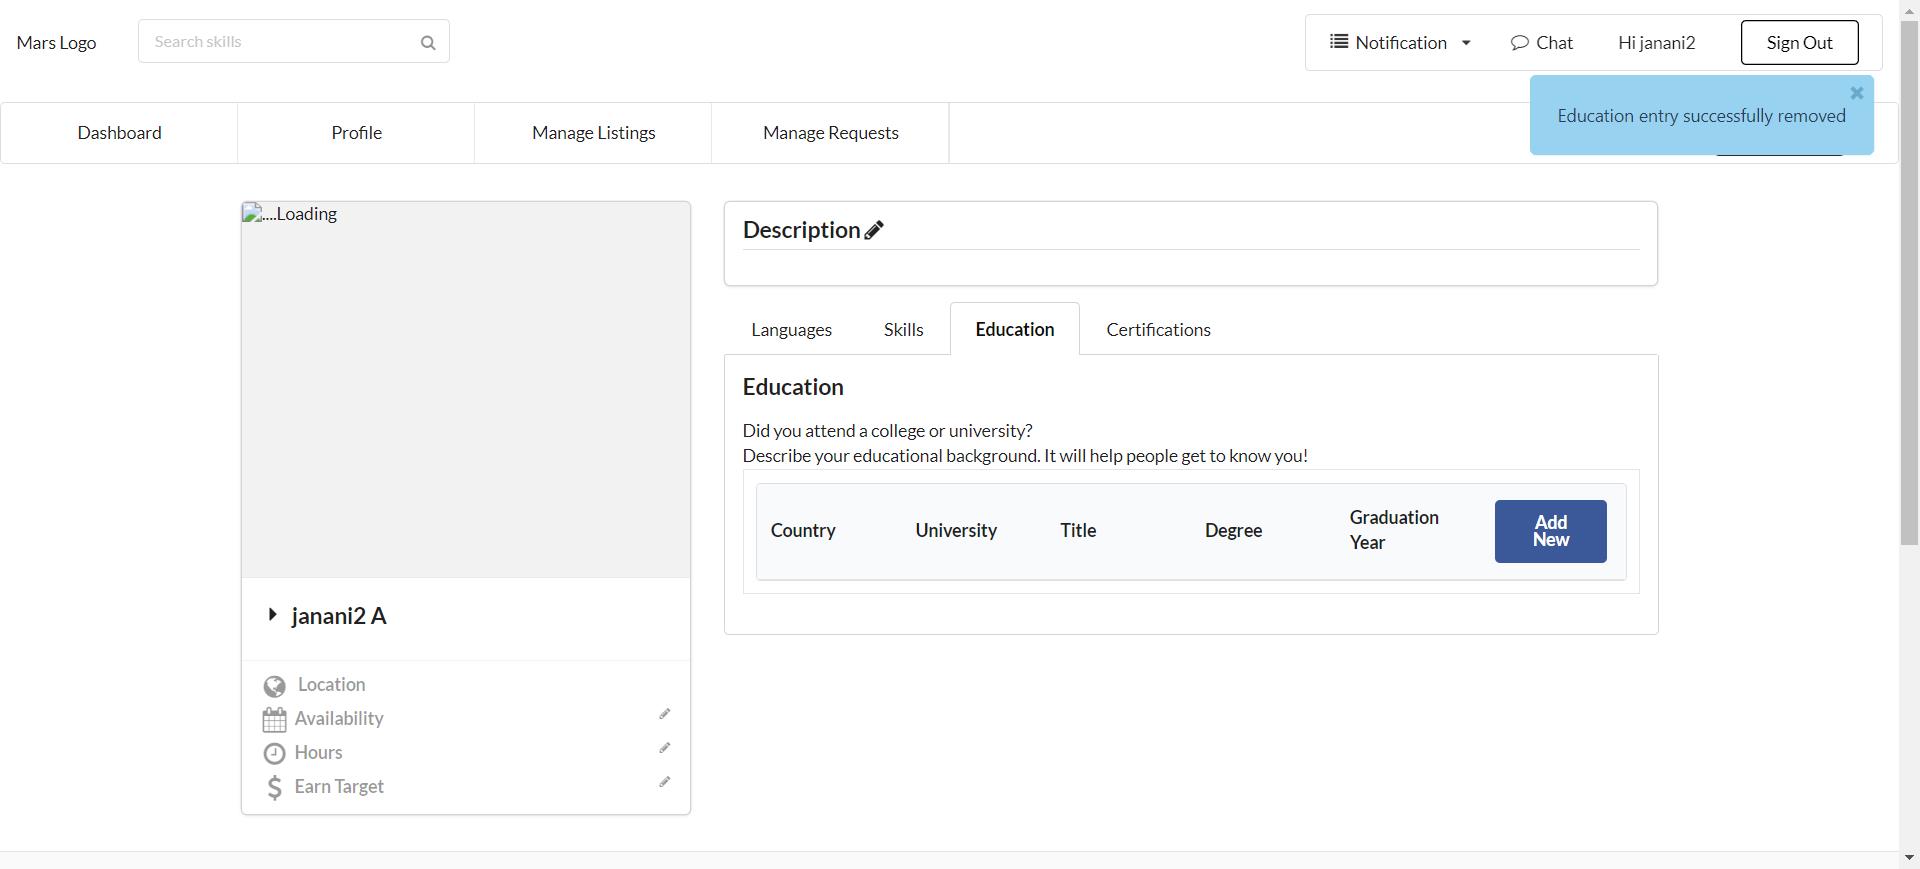 Mars Logo
Search skills
Notification
Chat
Hi janani2
Sign Out
Education entry successfully removed
Dashboard
Profile
Manage Listings
Manage Requests
....Loading
Description
Languages
Skills
Education
Certifications
Education
Did you attend a college or university?
Describe your educational background. It will help people get to know you!
Country
University
Title
Degree
Graduation
Year
Add
New
janani2 A
Location
Availability
Hours
Earn Target